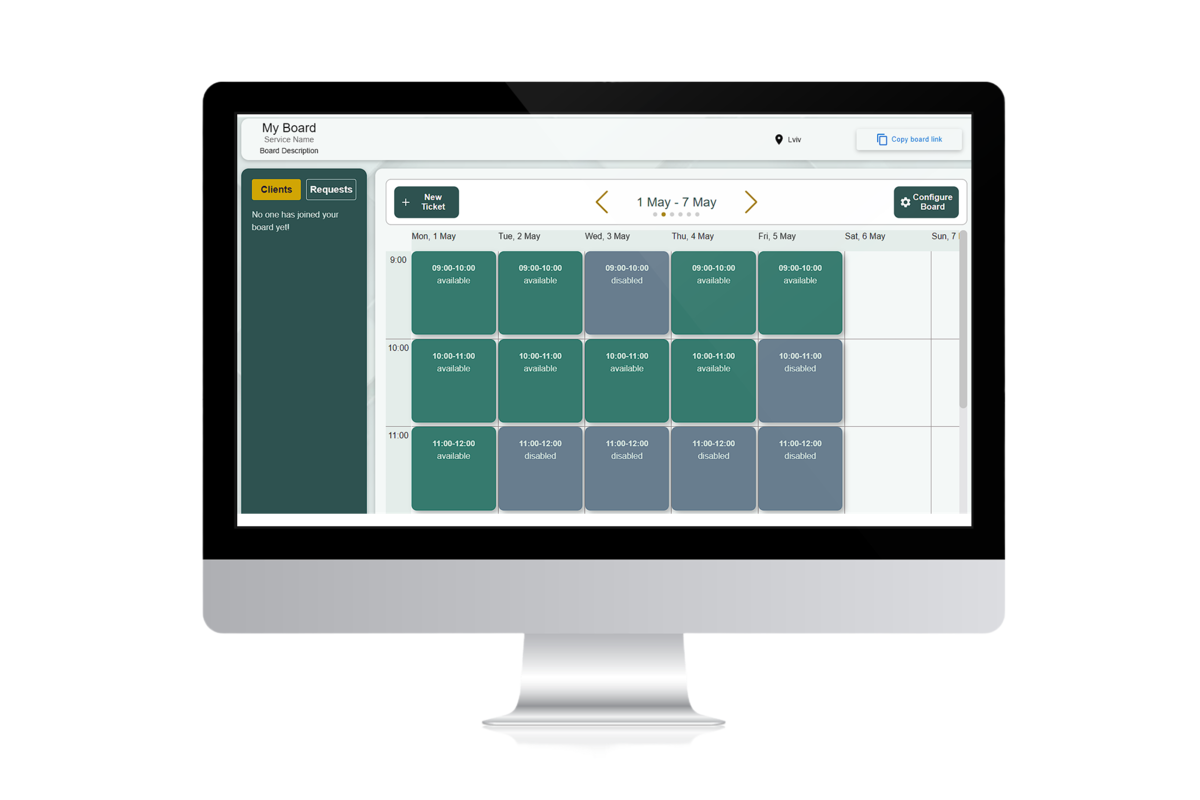 My Board
Service Name
Board Description
Lviv
Copy board link
Clients
Requests
No one has joined your
board yet!
+ New
Ticket
1 May - 7 May
Configure
Board
Mon, 1 May
Tue, 2 May
Wed, 3 May
Thu, 4 May
Fri, 5 May
Sat, 6 May
Sun, 7
9:00
09:00-10:00
available
09:00-10:00
available
09:00-10:00
disabled
09:00-10:00
available
09:00-10:00
available
10:00
10:00-11:00
available
10:00-11:00
available
10:00-11:00
available
10:00-11:00
available
10:00-11:00
disabled
11:00
11:00-12:00
available
11:00-12:00
disabled
11:00-12:00
disabled
11:00-12:00
disabled
11:00-12:00
disabled